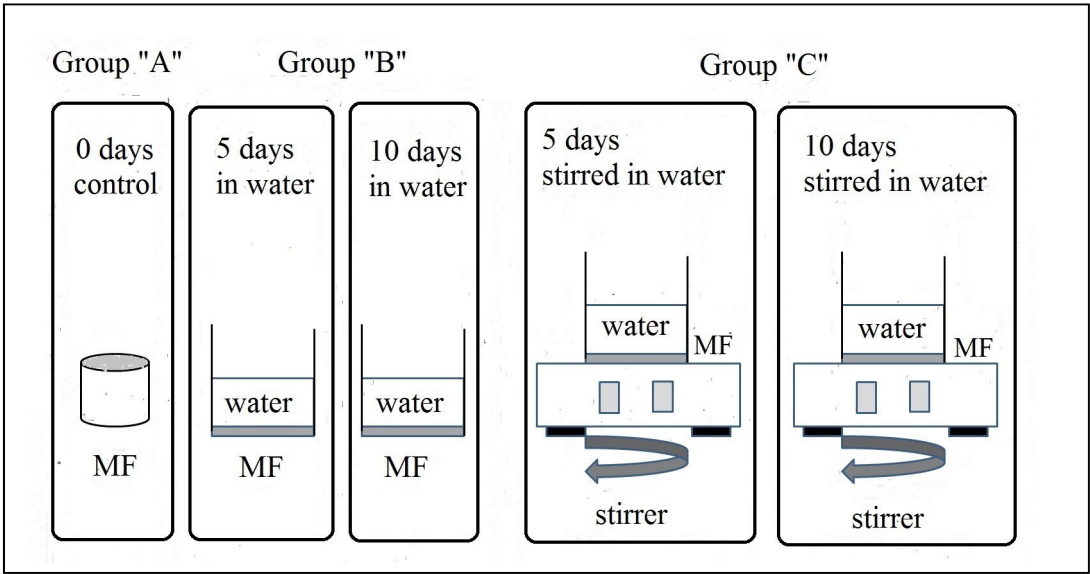 Group "A"
Group "B"
Group "C"
0 days
control
MF
5 days
in water
water
MF
10 days
in water
water
MF
5 days
stirred in water
water
MF
stirrer
10 days
stirred in water
water
MF
stirrer